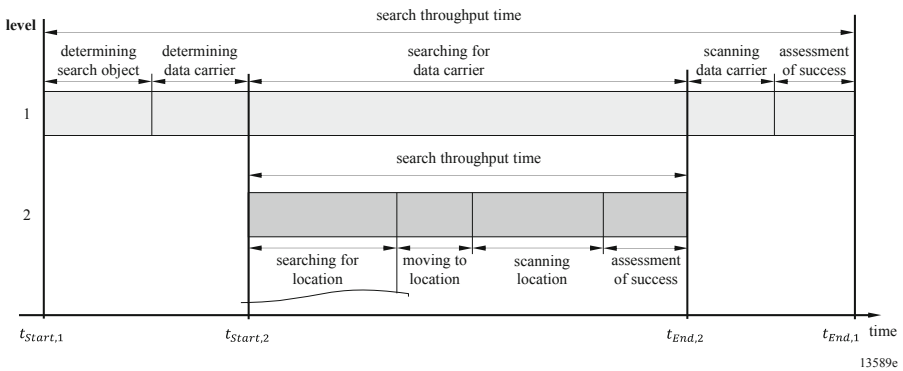 search throughput time
level
determining search object
determining data carrier
searching for data carrier
scanning data carrier
assessment of success
1
search throughput time
2
searching for location
moving to location
scanning location
assessment of success
t_Start,1
t_Start,2
t_End,2
t_End,1
time
13589e